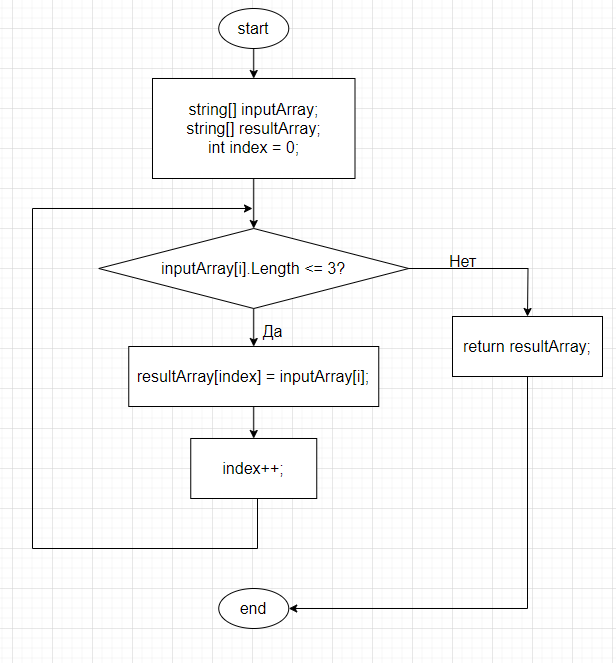 start
string[] inputArray;
string[] resultArray;
int index = 0;
inputArray[i].Length <= 3?
Нет
Да
return resultArray;
resultArray[index] = inputArray[i];
index++;
end